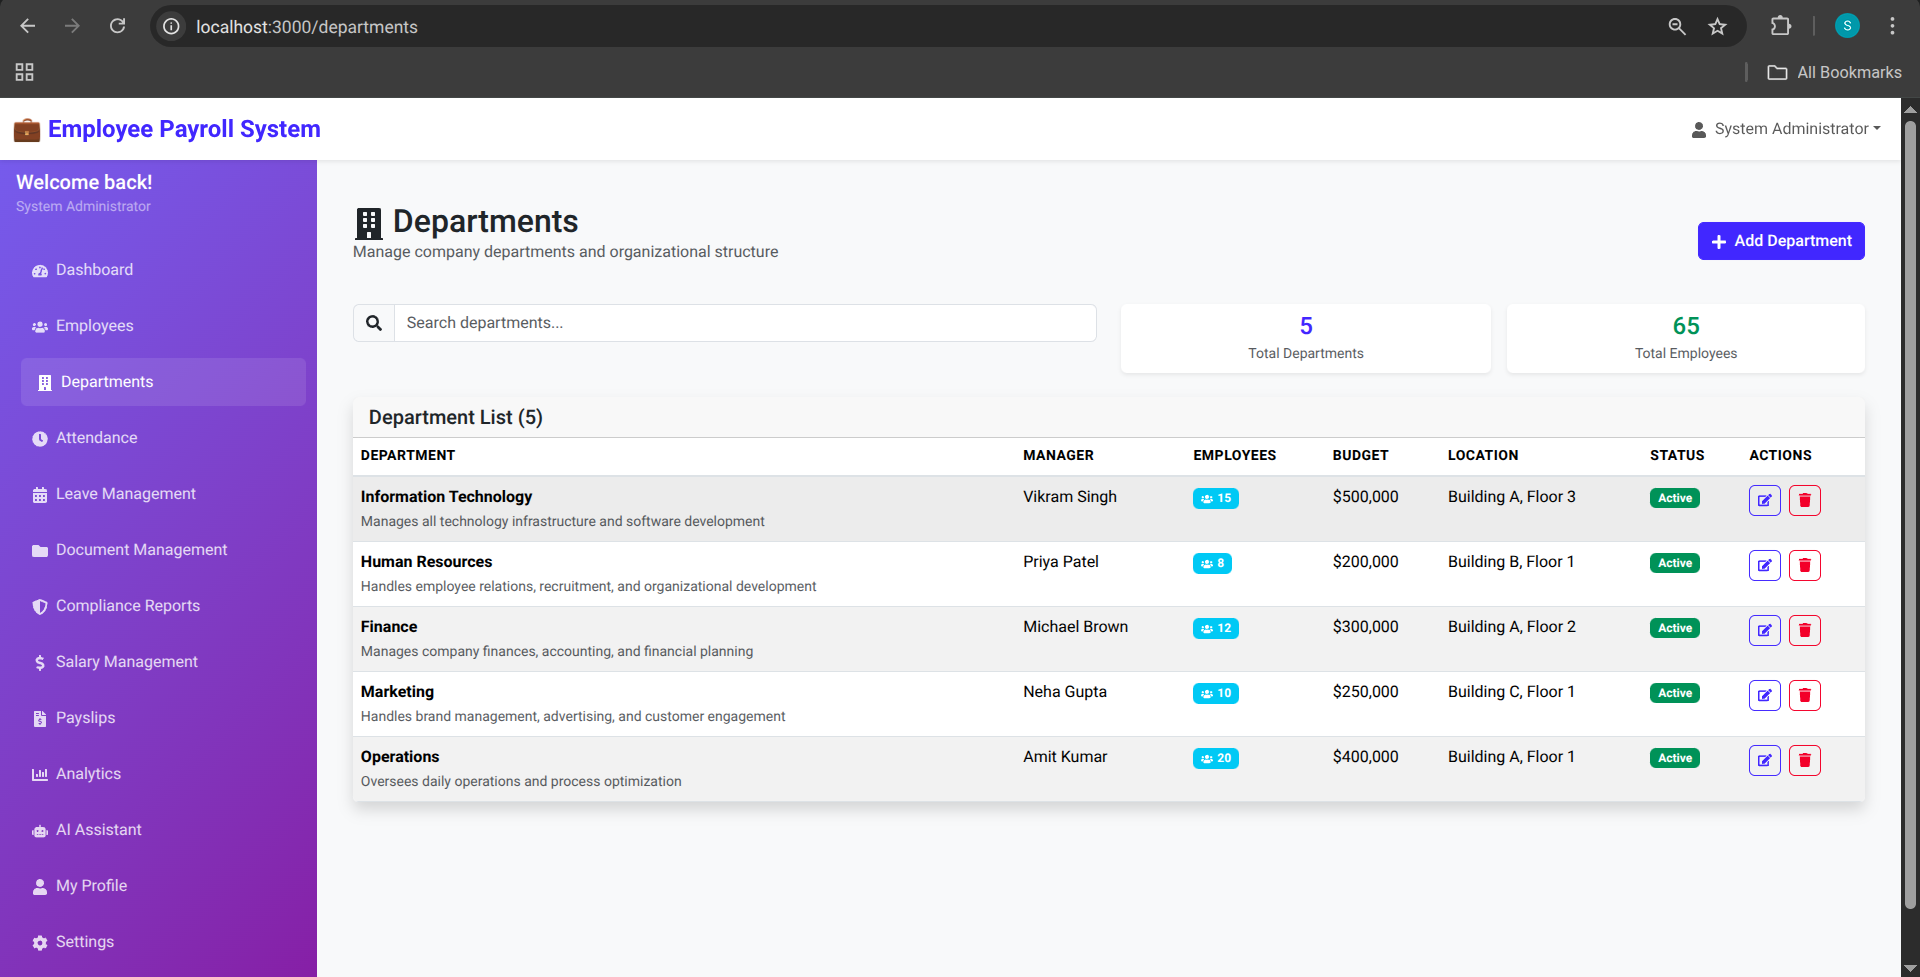 localhost:3000/departments
S
All Bookmarks
Employee Payroll System
System Administrator
Welcome back!
System Administrator
Dashboard
Employees
Departments
Attendance
Leave Management
Document Management
Compliance Reports
Salary Management
Payslips
Analytics
AI Assistant
My Profile
Settings
Departments
Manage company departments and organizational structure
Add Department
Search departments...
5
Total Departments
65
Total Employees
Department List (5)
DEPARTMENT MANAGER EMPLOYEES BUDGET LOCATION STATUS ACTIONS
Information Technology Vikram Singh 15 $500,000 Building A, Floor 3 Active
Manages all technology infrastructure and software development
Human Resources Priya Patel 8 $200,000 Building B, Floor 1 Active
Handles employee relations, recruitment, and organizational development
Finance Michael Brown 12 $300,000 Building A, Floor 2 Active
Manages company finances, accounting, and financial planning
Marketing Neha Gupta 10 $250,000 Building C, Floor 1 Active
Handles brand management, advertising, and customer engagement
Operations Amit Kumar 20 $400,000 Building A, Floor 1 Active
Oversees daily operations and process optimization